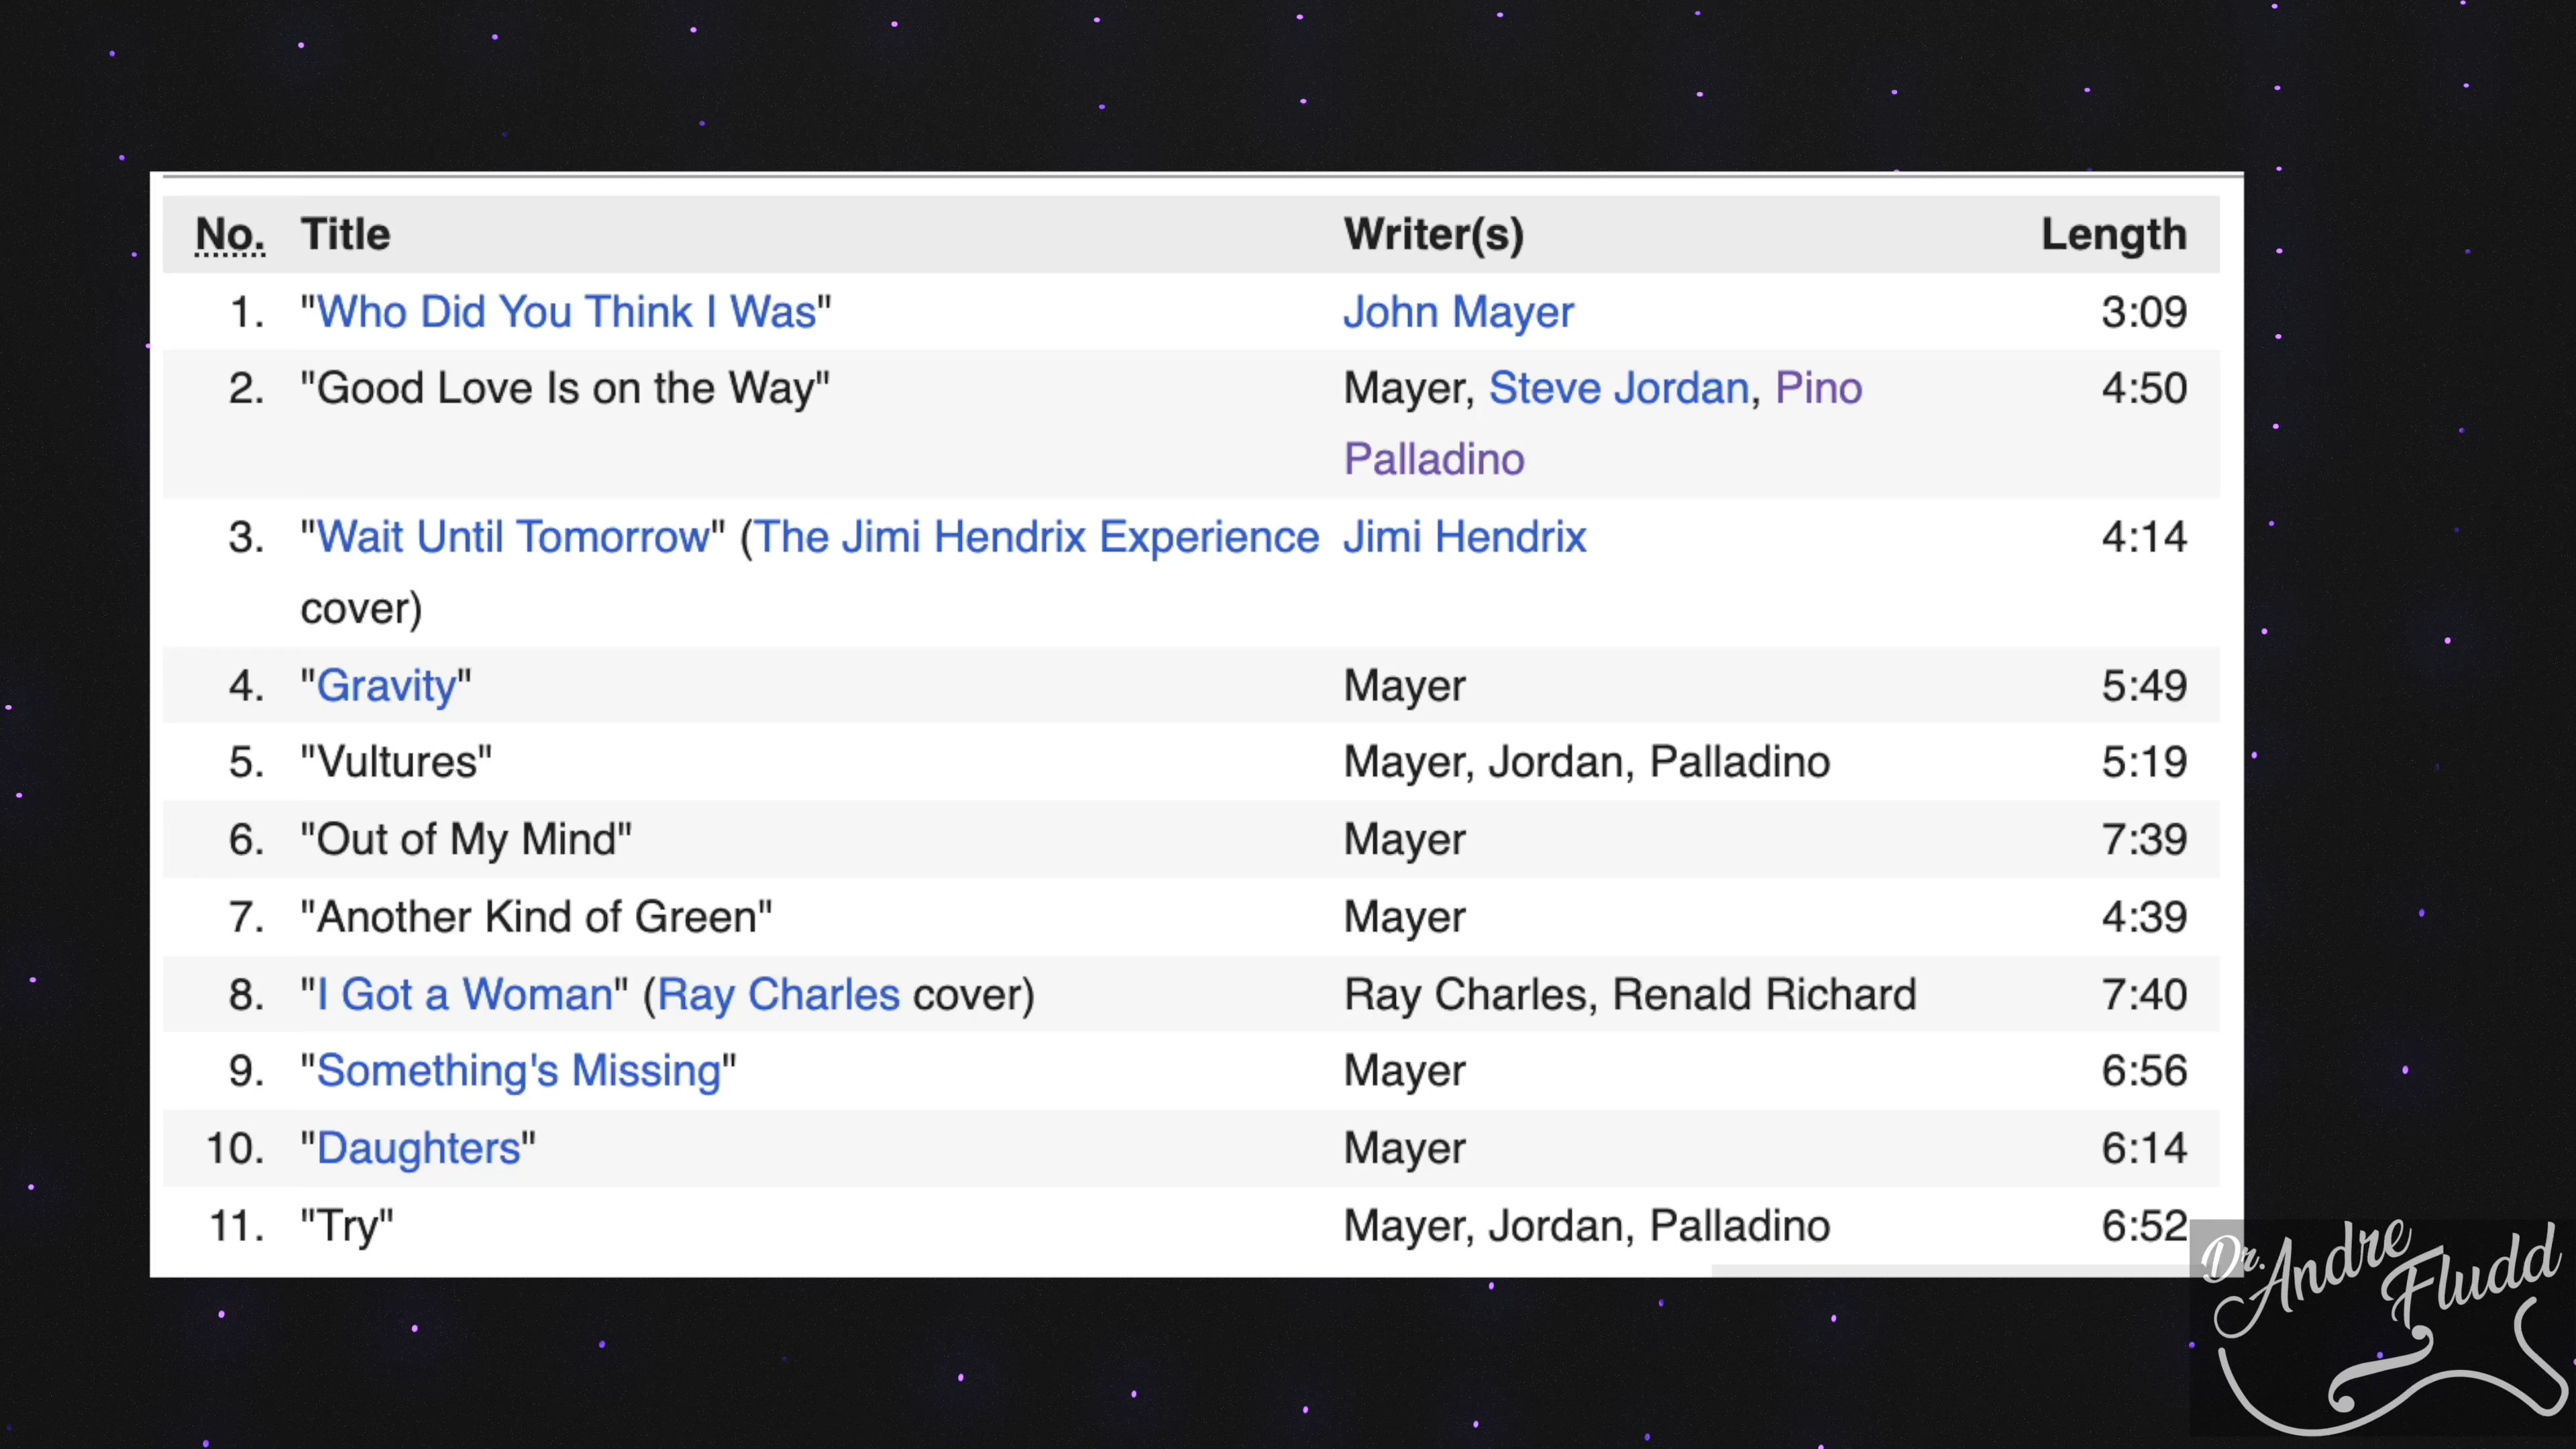 No. Title Writer(s) Length
1. "Who Did You Think I Was" John Mayer 3:09
2. "Good Love Is on the Way" Mayer, Steve Jordan, Pino 4:50
Palladino
3. "Wait Until Tomorrow" (The Jimi Hendrix Experience Jimi Hendrix 4:14
cover)
4. "Gravity" Mayer 5:49
5. "Vultures" Mayer, Jordan, Palladino 5:19
6. "Out of My Mind" Mayer 7:39
7. "Another Kind of Green" Mayer 4:39
8. "I Got a Woman" (Ray Charles cover) Ray Charles, Renald Richard 7:40
9. "Something's Missing" Mayer 6:56
10. "Daughters" Mayer 6:14
11. "Try" Mayer, Jordan, Palladino 6:52
Dr. Andre
Fludd